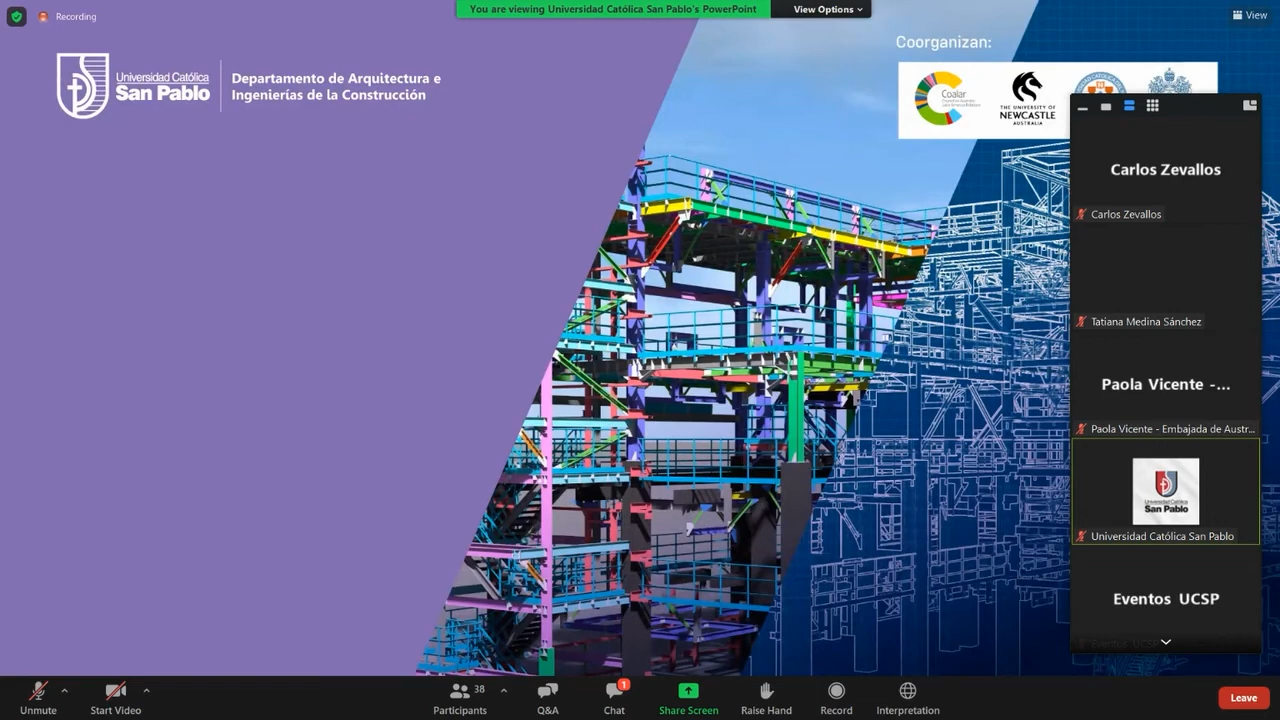 Recording
You are viewing Universidad Católica San Pablo's PowerPoint
View Options
View
Universidad Católica
San Pablo
Departamento de Arquitectura e
Ingenierías de la Construcción
Coorganizan:
Coalar
THE UNIVERSITY OF
NEWCASTLE
AUSTRALIA
Carlos Zevallos
Carlos Zevallos
Tatiana Medina Sánchez
Paola Vicente -...
Paola Vicente - Embajada de Austr...
Universidad Católica
San Pablo
Universidad Católica San Pablo
Eventos UCSP
Eventos UCSP
Unmute
Start Video
Participants
38
Q&A
Chat
1
Share Screen
Raise Hand
Record
Interpretation
Leave